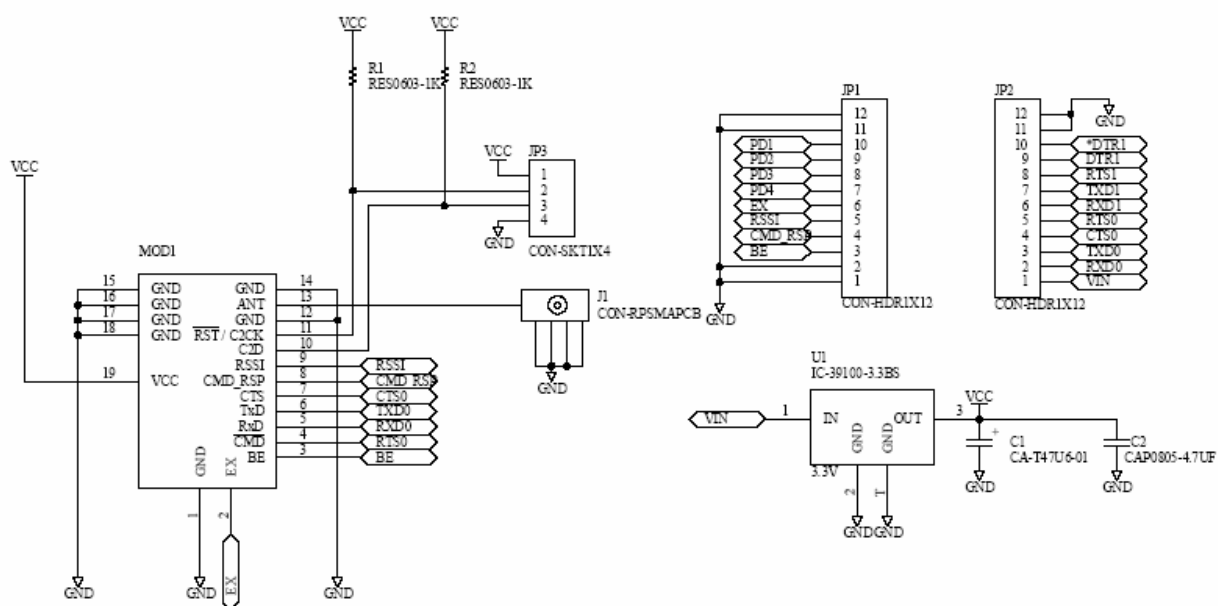 VCC
VCC
R1
RES0603-1K
R2
RES0603-1K
VCC
JP3
1
2
3
4
GND
CON-SKT1X4
VCC
MOD1
15
16
17
18
19
GND
GND
GND
GND
VCC
GND
ANT
GND
RST / C2CK
C2D
RSSI
CMD_RSP
CTS
TxD
RxD
CMD
BE
14
13
12
11
10
9
8
7
6
5
4
3
RSSI
CMD_RSP
CTS0
TXD0
RXD0
RTS0
BE
GND
EX
1
2
EX
GND
GND
GND
J1
CON-RPSMAPCB
GND
JP1
12
11
10
9
8
7
6
5
4
3
2
1
PD1
PD2
PD3
PD4
EX
RSSI
CMD_RSP
BE
GND
CON-HDR1X12
JP2
12
11
10
9
8
7
6
5
4
3
2
1
GND
*DTR1
DTR1
RTS1
TXD1
RXD1
RTS0
CTS0
TXD0
RXD0
VIN
CON-HDR1X12
U1
IC-39100-3.3BS
VIN
1
IN
OUT
3
VCC
GND
GND
3.3V
2
T
GND
GND
C1
CA-T47U6-01
GND
C2
CAP0805-4.7UF
GND